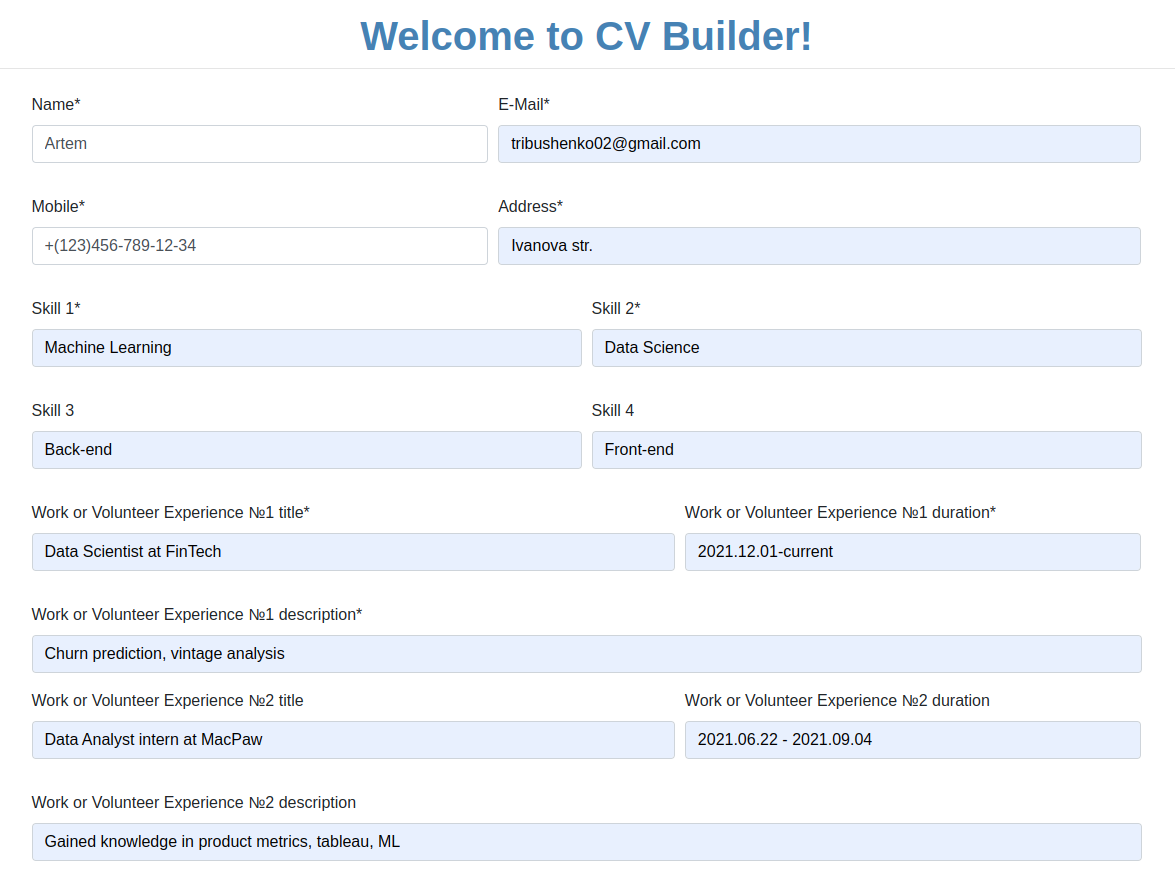 Welcome to CV Builder!
Name* E-Mail*
Artem tribushenko02@gmail.com
Mobile* Address*
+(123)456-789-12-34 Ivanova str.
Skill 1* Skill 2*
Machine Learning Data Science
Skill 3 Skill 4
Back-end Front-end
Work or Volunteer Experience №1 title* Work or Volunteer Experience №1 duration*
Data Scientist at FinTech 2021.12.01-current
Work or Volunteer Experience №1 description*
Churn prediction, vintage analysis
Work or Volunteer Experience №2 title Work or Volunteer Experience №2 duration
Data Analyst intern at MacPaw 2021.06.22 - 2021.09.04
Work or Volunteer Experience №2 description
Gained knowledge in product metrics, tableau, ML